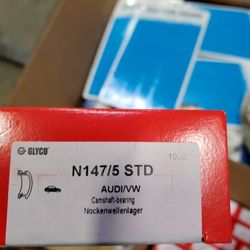 GLYCO
N147/5 STD
AUDI/VW
Camshaft-bearing
Nockenwellenlager